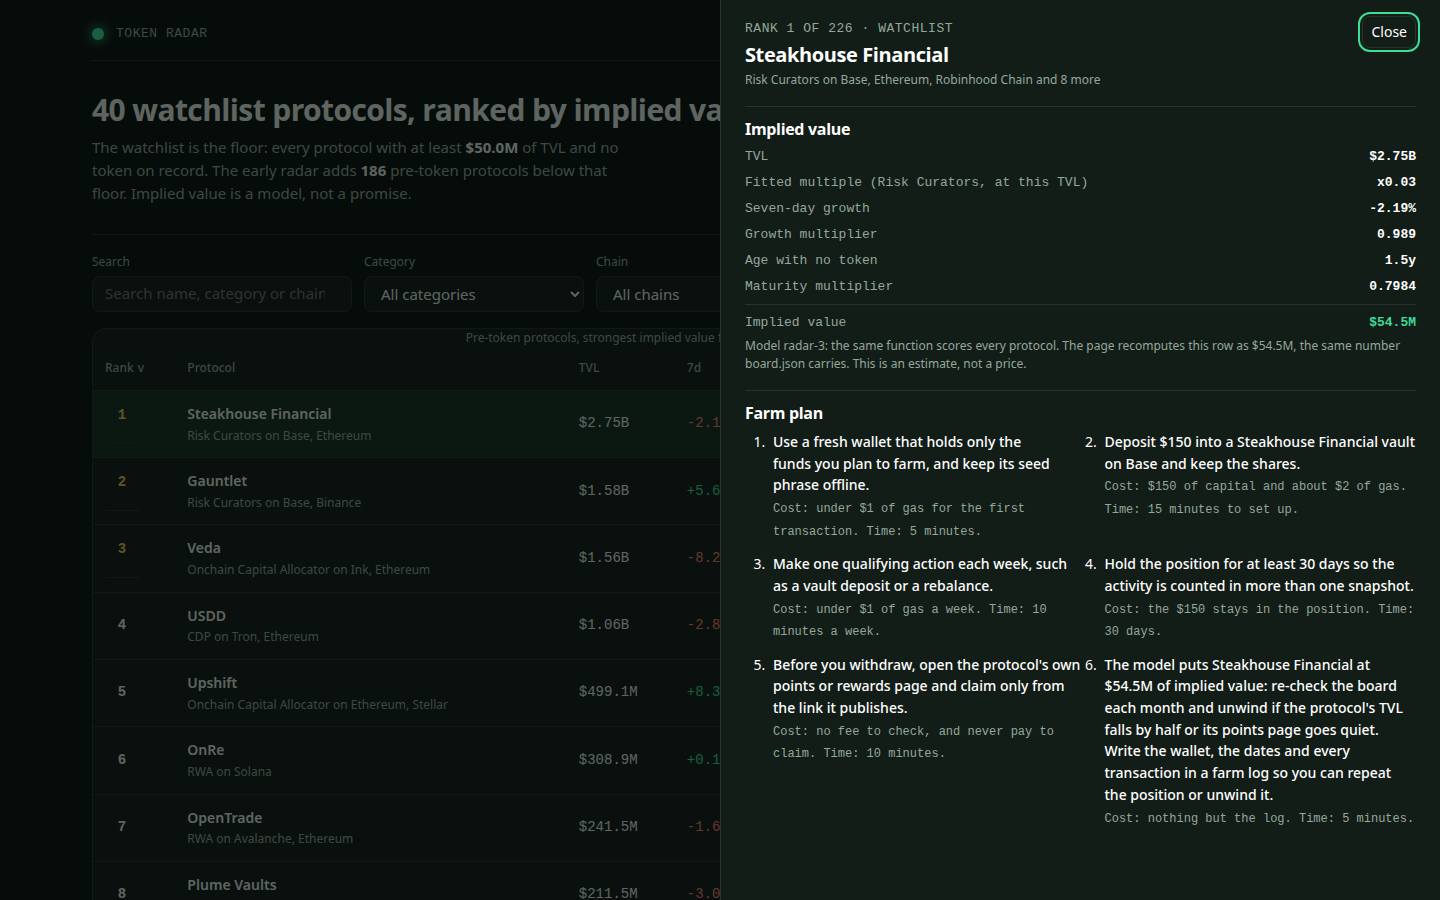 TOKEN RADAR
40 watchlist protocols, ranked by implied va
The watchlist is the floor: every protocol with at least $50.0M of TVL and no
token on record. The early radar adds 186 pre-token protocols below that
floor. Implied value is a model, not a promise.
Search
Category
Chain
Search name, category or chain
All categories
All chains
Pre-token protocols, strongest implied value f
Rank v
Protocol
TVL
7d
1
Steakhouse Financial
Risk Curators on Base, Ethereum
$2.75B
-2.1
2
Gauntlet
Risk Curators on Base, Binance
$1.58B
+5.6
3
Veda
Onchain Capital Allocator on Ink, Ethereum
$1.56B
-8.2
4
USDD
CDP on Tron, Ethereum
$1.06B
-2.8
5
Upshift
Onchain Capital Allocator on Ethereum, Stellar
$499.1M
+8.3
6
OnRe
RWA on Solana
$308.9M
+0.1
7
OpenTrade
RWA on Avalanche, Ethereum
$241.5M
-1.6
8
Plume Vaults
$211.5M
-3.0
RANK 1 OF 226 · WATCHLIST
Close
Steakhouse Financial
Risk Curators on Base, Ethereum, Robinhood Chain and 8 more
Implied value
TVL
$2.75B
Fitted multiple (Risk Curators, at this TVL)
x0.03
Seven-day growth
-2.19%
Growth multiplier
0.989
Age with no token
1.5y
Maturity multiplier
0.7984
Implied value
$54.5M
Model radar-3: the same function scores every protocol. The page recomputes this row as $54.5M, the same number
board.json carries. This is an estimate, not a price.
Farm plan
1. Use a fresh wallet that holds only the
funds you plan to farm, and keep its seed
phrase offline.
Cost: under $1 of gas for the first
transaction. Time: 5 minutes.
2. Deposit $150 into a Steakhouse Financial vault
on Base and keep the shares.
Cost: $150 of capital and about $2 of gas.
Time: 15 minutes to set up.
3. Make one qualifying action each week, such
as a vault deposit or a rebalance.
Cost: under $1 of gas a week. Time: 10
minutes a week.
4. Hold the position for at least 30 days so the
activity is counted in more than one snapshot.
Cost: the $150 stays in the position. Time:
30 days.
5. Before you withdraw, open the protocol's own
points or rewards page and claim only from
the link it publishes.
Cost: no fee to check, and never pay to
claim. Time: 10 minutes.
6. The model puts Steakhouse Financial at
$54.5M of implied value: re-check the board
each month and unwind if the protocol's TVL
falls by half or its points page goes quiet.
Write the wallet, the dates and every
transaction in a farm log so you can repeat
the position or unwind it.
Cost: nothing but the log. Time: 5 minutes.